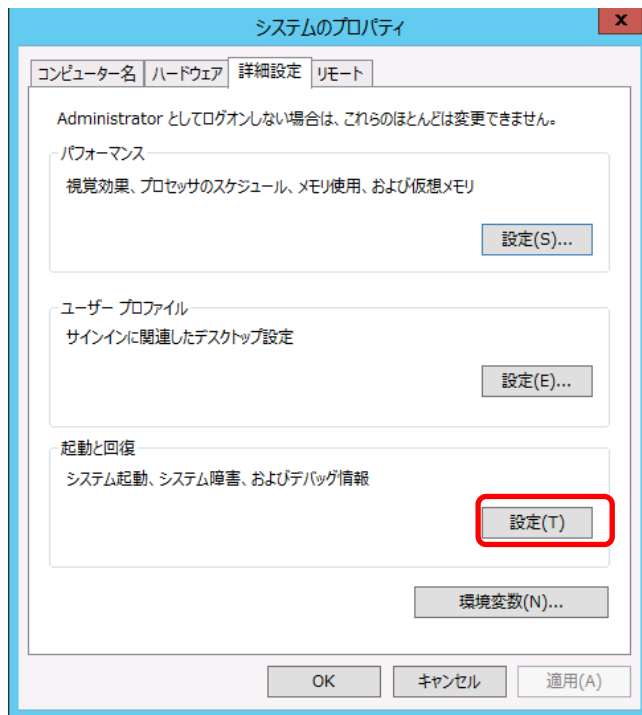 システムのプロパティ
x
コンピューター名 ハードウェア 詳細設定 リモート
Administrator としてログオンしない場合は、これらのほとんどは変更できません。
パフォーマンス
視覚効果、プロセッサのスケジュール、メモリ使用、および仮想メモリ
設定(S)...
ユーザー プロファイル
サインインに関連したデスクトップ設定
設定(E)...
起動と回復
システム起動、システム障害、およびデバッグ情報
設定(T)
環境変数(N)...
OK キャンセル 適用(A)